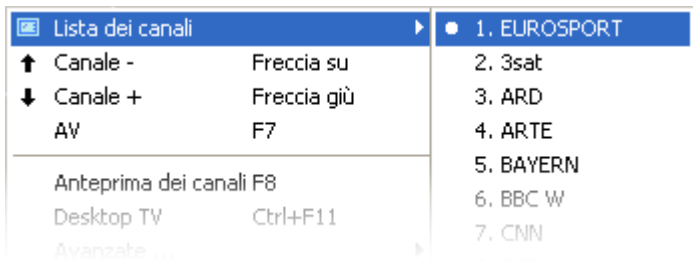 Lista dei canali
Canale - Freccia su
Canale + Freccia giù
AV F7
Anteprima dei canali F8
Desktop TV Ctrl+F11
Avanzate ...
1. EUROSPORT
2. 3sat
3. ARD
4. ARTE
5. BAYERN
6. BBC W
7. CNN